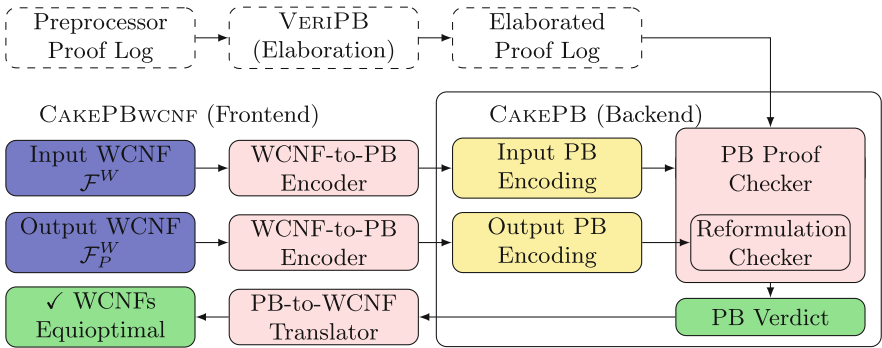 Preprocessor
Proof Log
VERIPB
(Elaboration)
Elaborated
Proof Log
CAKEPBWCNF (Frontend)
CAKEPB (Backend)
Input WCNF
𝓕^W
WCNF-to-PB
Encoder
Input PB
Encoding
PB Proof
Checker
Output WCNF
𝓕_P^W
WCNF-to-PB
Encoder
Output PB
Encoding
Reformulation
Checker
✓ WCNFs
Equioptimal
PB-to-WCNF
Translator
PB Verdict